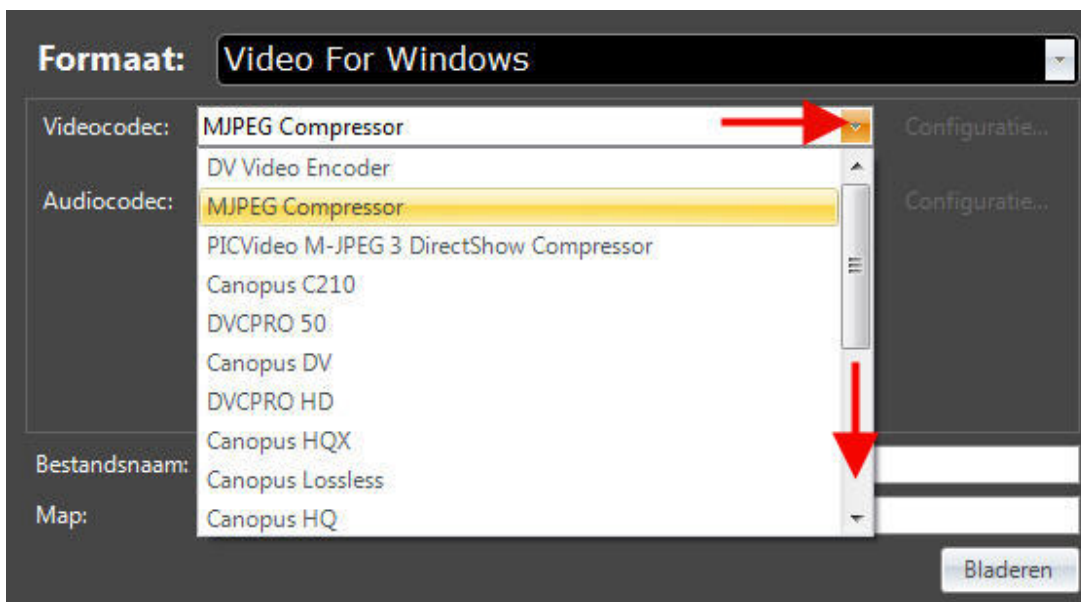 Formaat: Video For Windows
Videocodec: MJPEG Compressor Configuratie...
DV Video Encoder
Audiocodec: MJPEG Compressor Configuratie...
PICVideo M-JPEG 3 DirectShow Compressor
Canopus C210
DVCPRO 50
Canopus DV
DVCPRO HD
Canopus HQX
Bestandsnaam:
Canopus Lossless
Map: Canopus HQ
Bladeren